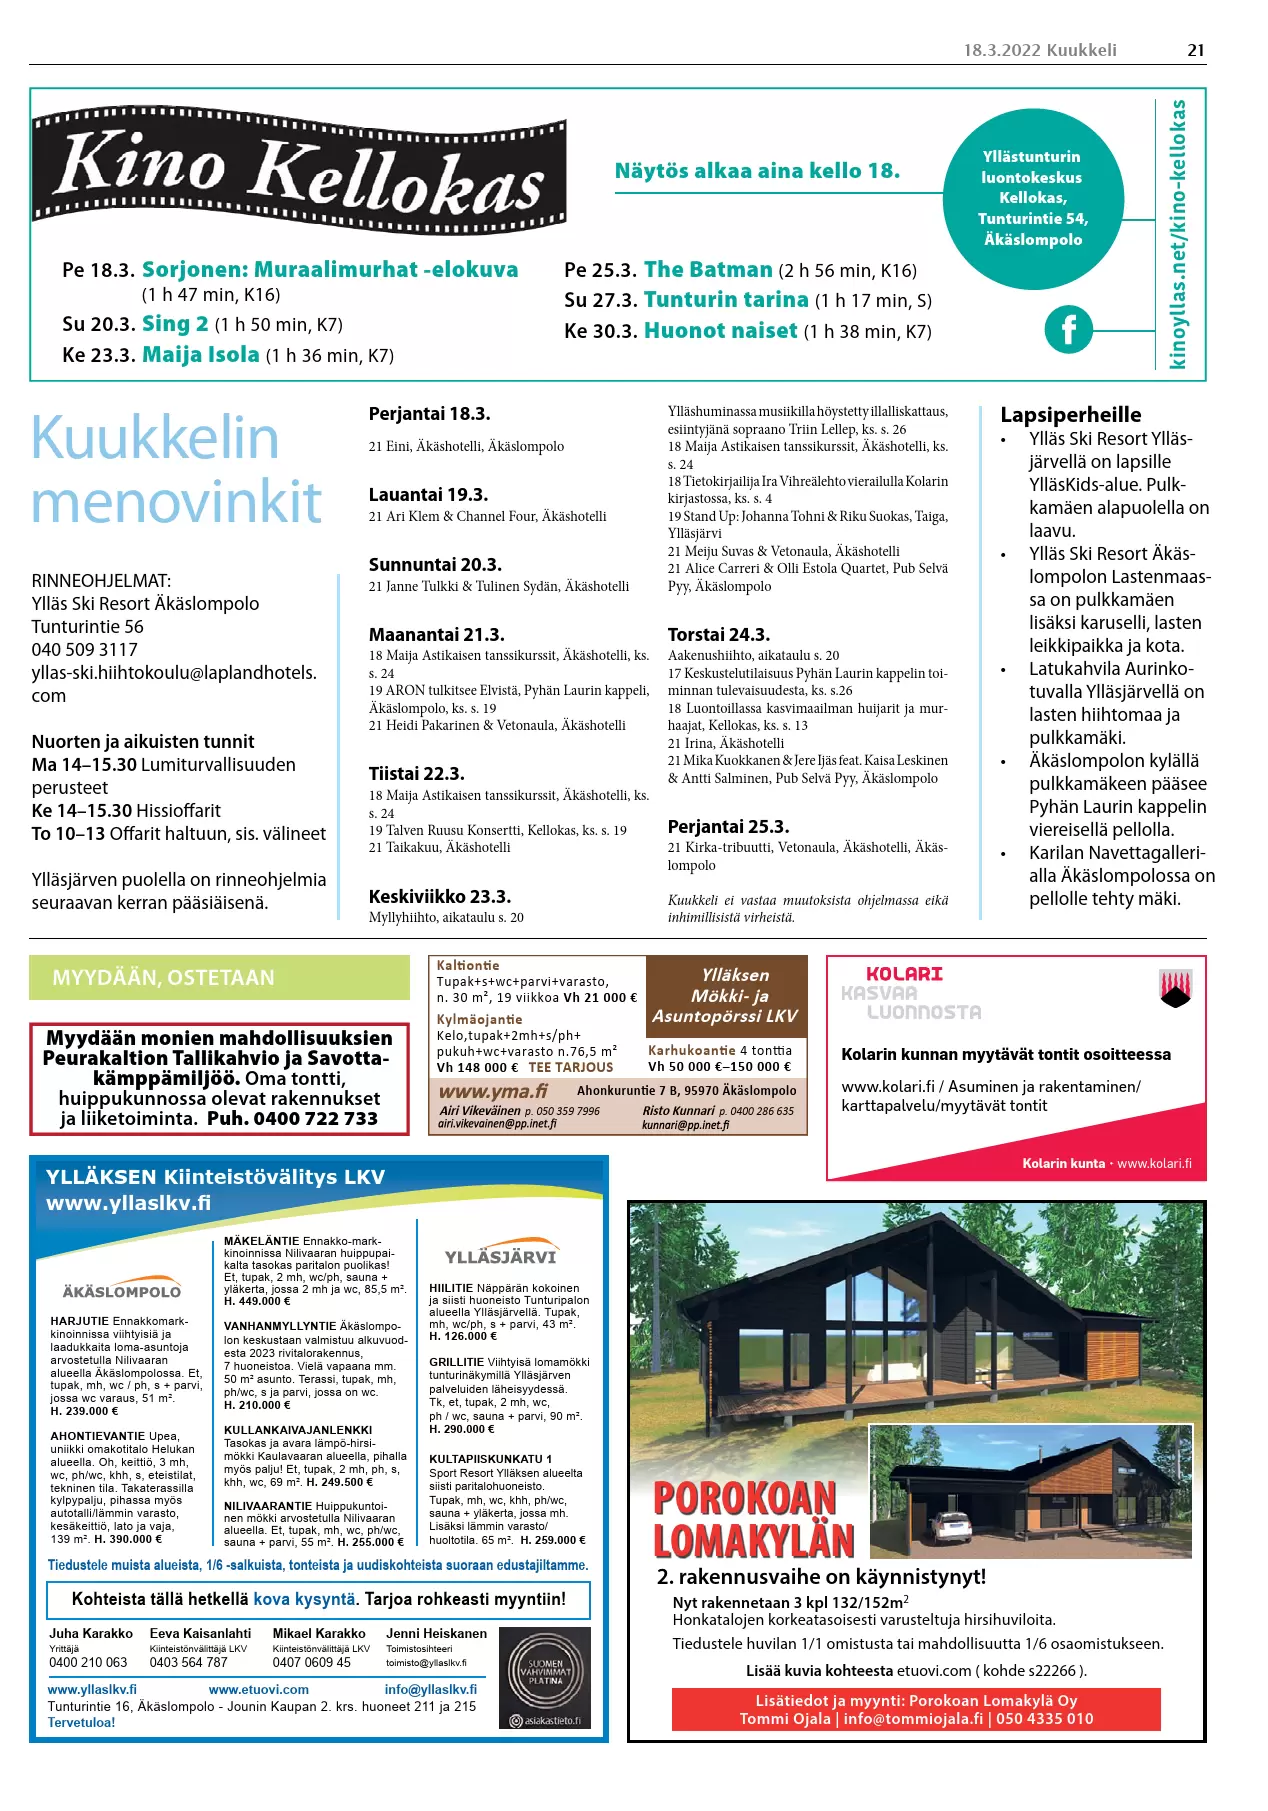 18.3.2022 Kuukkeli 21
Kino Kellokas
Näytös alkaa aina kello 18.
Yllästunturin
luontokeskus
Kellokas,
Tunturintie 54,
Äkäslompolo
kinoyllas.net/kino-kellokas
f
Pe 18.3. Sorjonen: Muraalimurhat -elokuva
(1 h 47 min, K16)
Su 20.3. Sing 2 (1 h 50 min, K7)
Ke 23.3. Maija Isola (1 h 36 min, K7)
Pe 25.3. The Batman (2 h 56 min, K16)
Su 27.3. Tunturin tarina (1 h 17 min, S)
Ke 30.3. Huonot naiset (1 h 38 min, K7)
Kuukkelin
menovinkit
RINNEOHJELMAT:
Ylläs Ski Resort Äkäslompolo
Tunturintie 56
040 509 3117
yllas-ski.hiihtokoulu@laplandhotels.
com
Nuorten ja aikuisten tunnit
Ma 14–15.30 Lumiturvallisuuden
perusteet
Ke 14–15.30 Hissioffarit
To 10–13 Offarit haltuun, sis. välineet
Ylläsjärven puolella on rinneohjelmia
seuraavan kerran pääsiäisenä.
Perjantai 18.3.
21 Eini, Äkäshotelli, Äkäslompolo
Lauantai 19.3.
21 Ari Klem & Channel Four, Äkäshotelli
Sunnuntai 20.3.
21 Janne Tulkki & Tulinen Sydän, Äkäshotelli
Maanantai 21.3.
18 Maija Astikaisen tanssikurssit, Äkäshotelli, ks.
s. 24
19 ARON tulkitsee Elvistä, Pyhän Laurin kappeli,
Äkäslompolo, ks. s. 19
21 Heidi Pakarinen & Vetonaula, Äkäshotelli
Tiistai 22.3.
18 Maija Astikaisen tanssikurssit, Äkäshotelli, ks.
s. 24
19 Talven Ruusu Konsertti, Kellokas, ks. s. 19
21 Taikakuu, Äkäshotelli
Keskiviikko 23.3.
Myllyhiihto, aikataulu s. 20
Ylläshuminassa musiikilla höystetty illalliskattaus,
esiintyjänä sopraano Triin Lellep, ks. s. 26
18 Maija Astikaisen tanssikurssit, Äkäshotelli, ks.
s. 24
18 Tietokirjailija Ira Vihreälehto vierailulla Kolarin
kirjastossa, ks. s. 4
19 Stand Up: Johanna Tohni & Riku Suokas, Taiga,
Ylläsjärvi
21 Meiju Suvas & Vetonaula, Äkäshotelli
21 Alice Carreri & Olli Estola Quartet, Pub Selvä
Pyy, Äkäslompolo
Torstai 24.3.
Aakenushiihto, aikataulu s. 20
17 Keskustelutilaisuus Pyhän Laurin kappelin toi-
minnan tulevaisuudesta, ks. s.26
18 Luontoillassa kasvimaailman huijarit ja mur-
haajat, Kellokas, ks. s. 13
21 Irina, Äkäshotelli
21 Mika Kuokkanen & Jere Ijäs feat. Kaisa Leskinen
& Antti Salminen, Pub Selvä Pyy, Äkäslompolo
Perjantai 25.3.
21 Kirka-tribuutti, Vetonaula, Äkäshotelli, Äkäs-
lompolo
Kuukkeli ei vastaa muutoksista ohjelmassa eikä
inhimillisistä virheistä.
Lapsiperheille
• Ylläs Ski Resort Ylläs-
järvellä on lapsille
YlläsKids-alue. Pulk-
kamäen alapuolella on
laavu.
• Ylläs Ski Resort Äkäs-
lompolon Lastenmaas-
sa on pulkkamäen
lisäksi karuselli, lasten
leikkipaikka ja kota.
• Latukahvila Aurinko-
tuvalla Ylläsjärvellä on
lasten hiihtomaa ja
pulkkamäki.
• Äkäslompolon kylällä
pulkkamäkeen pääsee
Pyhän Laurin kappelin
viereisellä pellolla.
• Karilan Navettagalleri-
alla Äkäslompolossa on
pellolle tehty mäki.
MYYDÄÄN, OSTETAAN
Myydään monien mahdollisuuksien
Peurakaltion Tallikahvio ja Savotta-
kämppämiljöö. Oma tontti,
huippukunnossa olevat rakennukset
ja liiketoiminta. Puh. 0400 722 733
Kaltiontie
Tupak+s+wc+parvi+varasto,
n. 30 m², 19 viikkoa Vh 21 000 €
Kylmäojantie
Kelo,tupak+2mh+s/ph+
pukuh+wc+varasto n.76,5 m²
Vh 148 000 € TEE TARJOUS
Ylläksen
Mökki- ja
Asuntopörssi LKV
Karhukoantie 4 tonttia
Vh 50 000 €–150 000 €
www.yma.fi Ahonkuruntie 7 B, 95970 Äkäslompolo
Airi Vikeväinen p. 050 359 7996
airi.vikevainen@pp.inet.fi
Risto Kunnari p. 0400 286 635
kunnari@pp.inet.fi
KOLARI
KASVAA
LUONNOSTA
Kolarin kunnan myytävät tontit osoitteessa
www.kolari.fi / Asuminen ja rakentaminen/
karttapalvelu/myytävät tontit
Kolarin kunta · www.kolari.fi
YLLÄKSEN Kiinteistövälitys LKV
www.yllaslkv.fi
ÄKÄSLOMPOLO
HARJUTIE Ennakkomark-
kinoinnissa viihtyisiä ja
laadukkaita loma-asuntoja
arvostetulla Nilivaaran
alueella Äkäslompolossa. Et,
tupak, mh, wc / ph, s + parvi,
jossa wc varaus, 51 m².
H. 239.000 €
AHONTIEVANTIE Upea,
uniikki omakotitalo Helukan
alueella. Oh, keittiö, 3 mh,
wc, ph/wc, khh, s, eteistilat,
tekninen tila. Takaterassilla
kylpypalju, pihassa myös
autotalli/lämmin varasto,
kesäkeittiö, lato ja vaja,
139 m². H. 390.000 €
MÄKELÄNTIE Ennakko-mark-
kinoinnissa Nilivaaran huippupai-
kalta tasokas paritalon puolikas!
Et, tupak, 2 mh, wc/ph, sauna +
yläkerta, jossa 2 mh ja wc, 85,5 m².
H. 449.000 €
VANHANMYLLYNTIE Äkäslompo-
lon keskustaan valmistuu alkuvuod-
esta 2023 rivitalorakennus,
7 huoneistoa. Vielä vapaana mm.
50 m² asunto. Terassi, tupak, mh,
ph/wc, s ja parvi, jossa on wc.
H. 210.000 €
KULLANKAIVAJANLENKKI
Tasokas ja avara lämpö-hirsi-
mökki Kaulavaaran alueella, pihalla
myös palju! Et, tupak, 2 mh, ph, s,
khh, wc, 69 m². H. 249.500 €
NILIVAARANTIE Huippukuntoi-
nen mökki arvostetulla Nilivaaran
alueella. Et, tupak, mh, wc, ph/wc,
sauna + parvi, 55 m². H. 255.000 €
YLLÄSJÄRVI
HIILITIE Näppärän kokoinen
ja siisti huoneisto Tunturipalon
alueella Ylläsjärvellä. Tupak,
mh, wc/ph, s + parvi, 43 m².
H. 126.000 €
GRILLITIE Viihtyisä lomamökki
tunturinäkymillä Ylläsjärven
palveluiden läheisyydessä.
Tk, et, tupak, 2 mh, wc,
ph / wc, sauna + parvi, 90 m².
H. 290.000 €
KULTAPIISKUNKATU 1
Sport Resort Ylläksen alueelta
siisti paritalohuoneisto.
Tupak, mh, wc, khh, ph/wc,
sauna + yläkerta, jossa mh.
Lisäksi lämmin varasto/
huoltotila. 65 m². H. 259.000 €
Tiedustele muista alueista, 1/6 -salkuista, tonteista ja uudiskohteista suoraan edustajiltamme.
Kohteista tällä hetkellä kova kysyntä. Tarjoa rohkeasti myyntiin!
Juha Karakko
Yrittäjä
0400 210 063
Eeva Kaisanlahti
Kiinteistönvälittäjä LKV
0403 564 787
Mikael Karakko
Kiinteistönvälittäjä LKV
0407 0609 45
Jenni Heiskanen
Toimistosihteeri
toimisto@yllaslkv.fi
www.yllaslkv.fi www.etuovi.com info@yllaslkv.fi
Tunturintie 16, Äkäslompolo - Jounin Kaupan 2. krs. huoneet 211 ja 215
Tervetuloa!
SUOMEN
VAHVIMMAT
PLATINA
asiakastieto.fi
POROKOAN
LOMAKYLÄN
2. rakennusvaihe on käynnistynyt!
Nyt rakennetaan 3 kpl 132/152m2
Honkatalojen korkeatasoisesti varusteltuja hirsihuviloita.
Tiedustele huvilan 1/1 omistusta tai mahdollisuutta 1/6 osaomistukseen.
Lisää kuvia kohteesta etuovi.com ( kohde s22266 ).
Lisätiedot ja myynti: Porokoan Lomakylä Oy
Tommi Ojala | info@tommiojala.fi | 050 4335 010